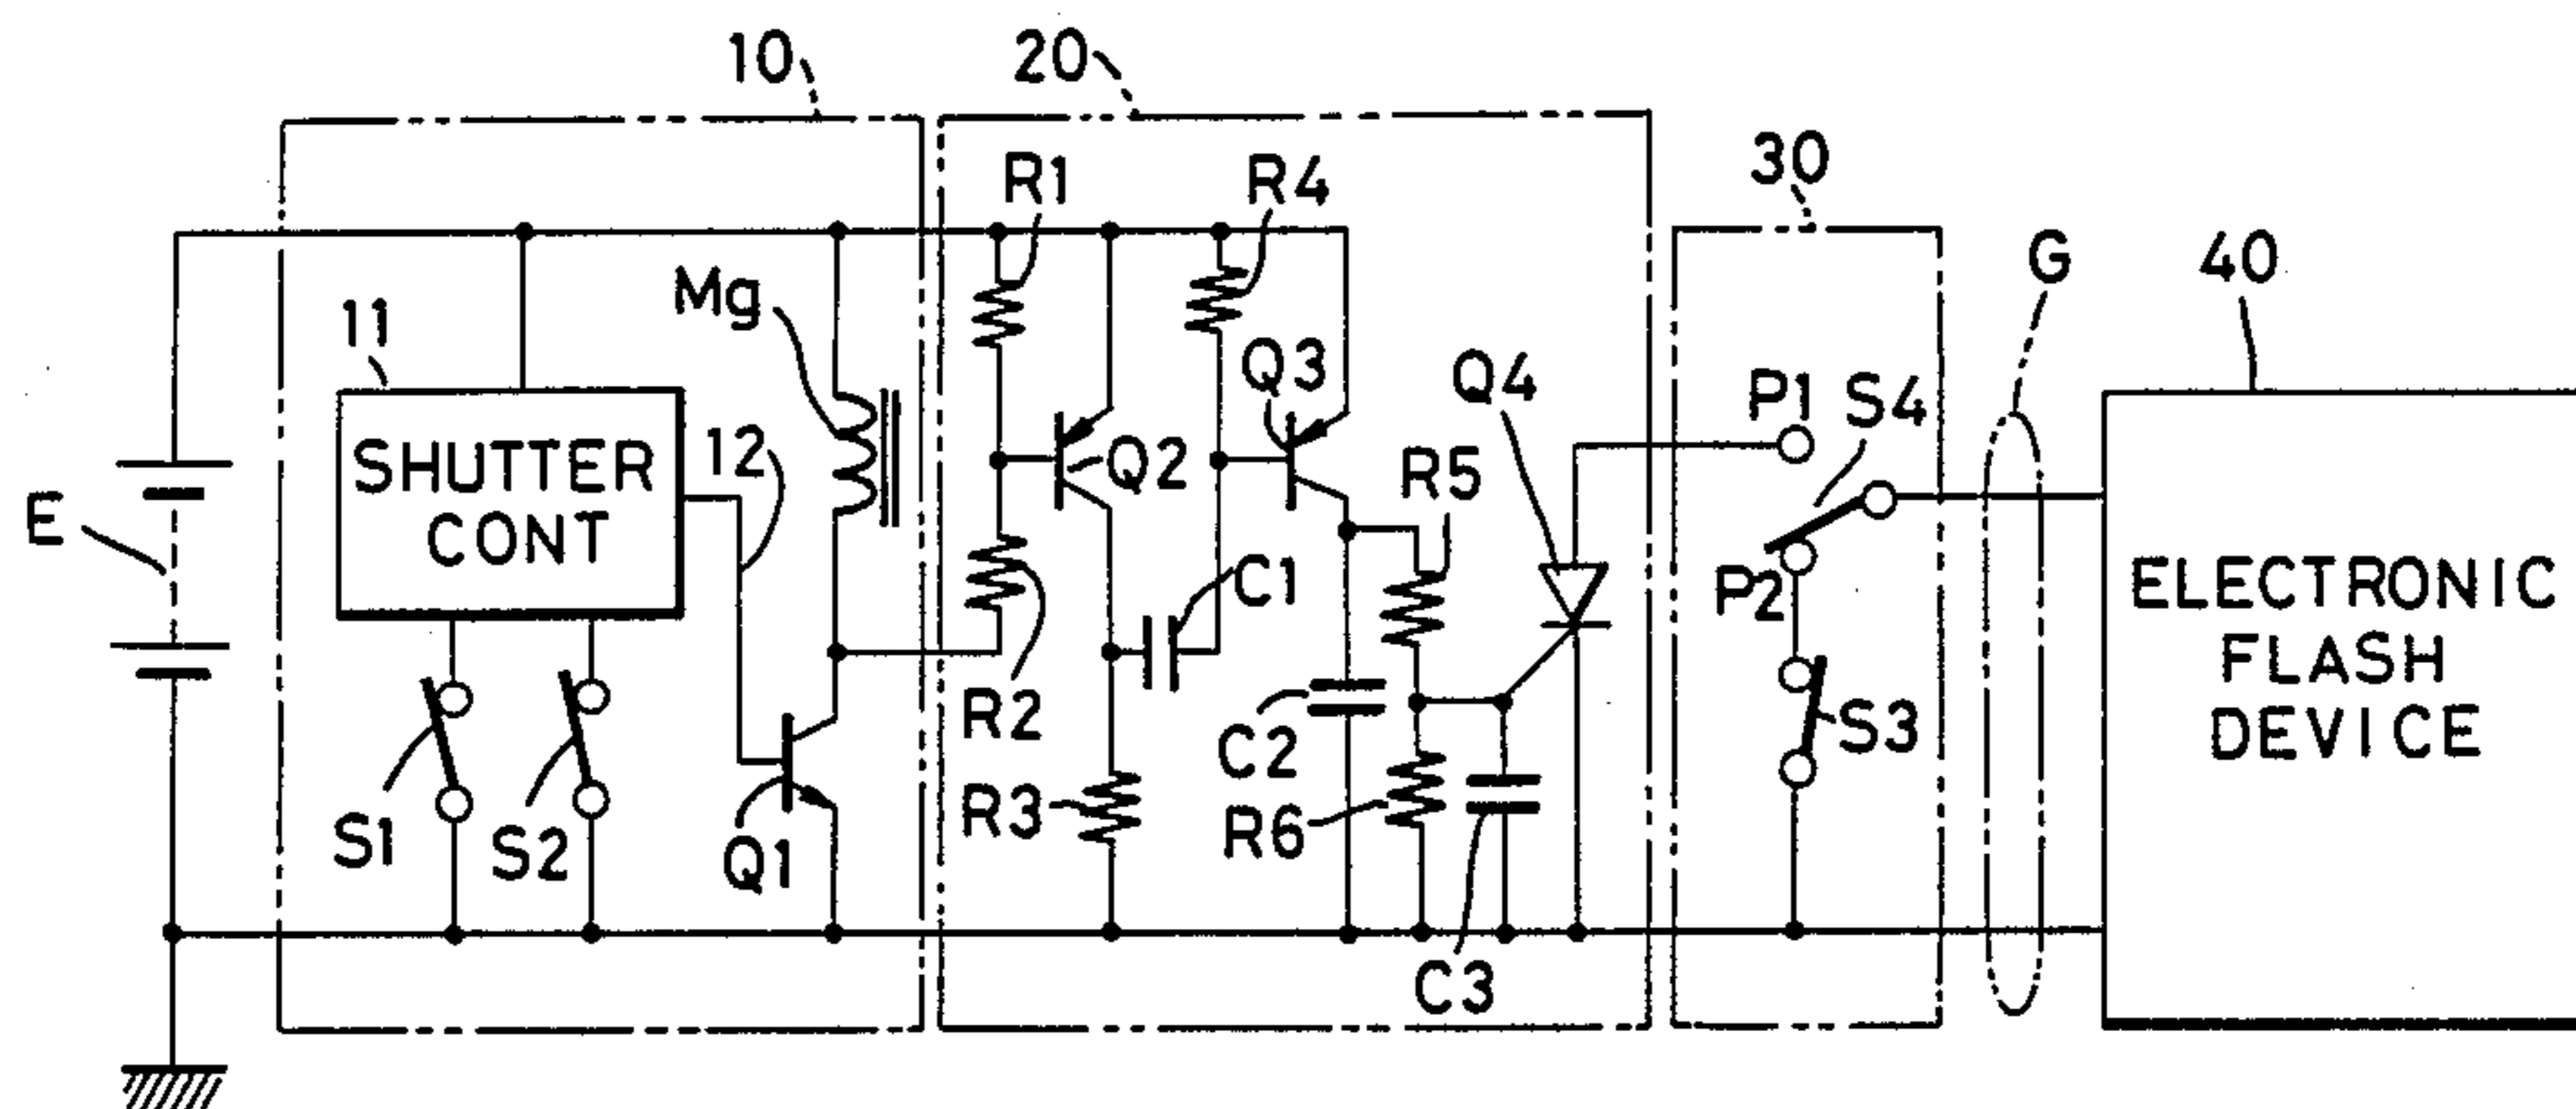 10
20
30
G
40
R1
R4
Mg
11
Q3
Q4
P1
S4
SHUTTER
CONT
12
Q2
R5
E
C1
P2
ELECTRONIC
FLASH
DEVICE
R2
C2
S3
R3
R6
S1
S2
Q1
C3